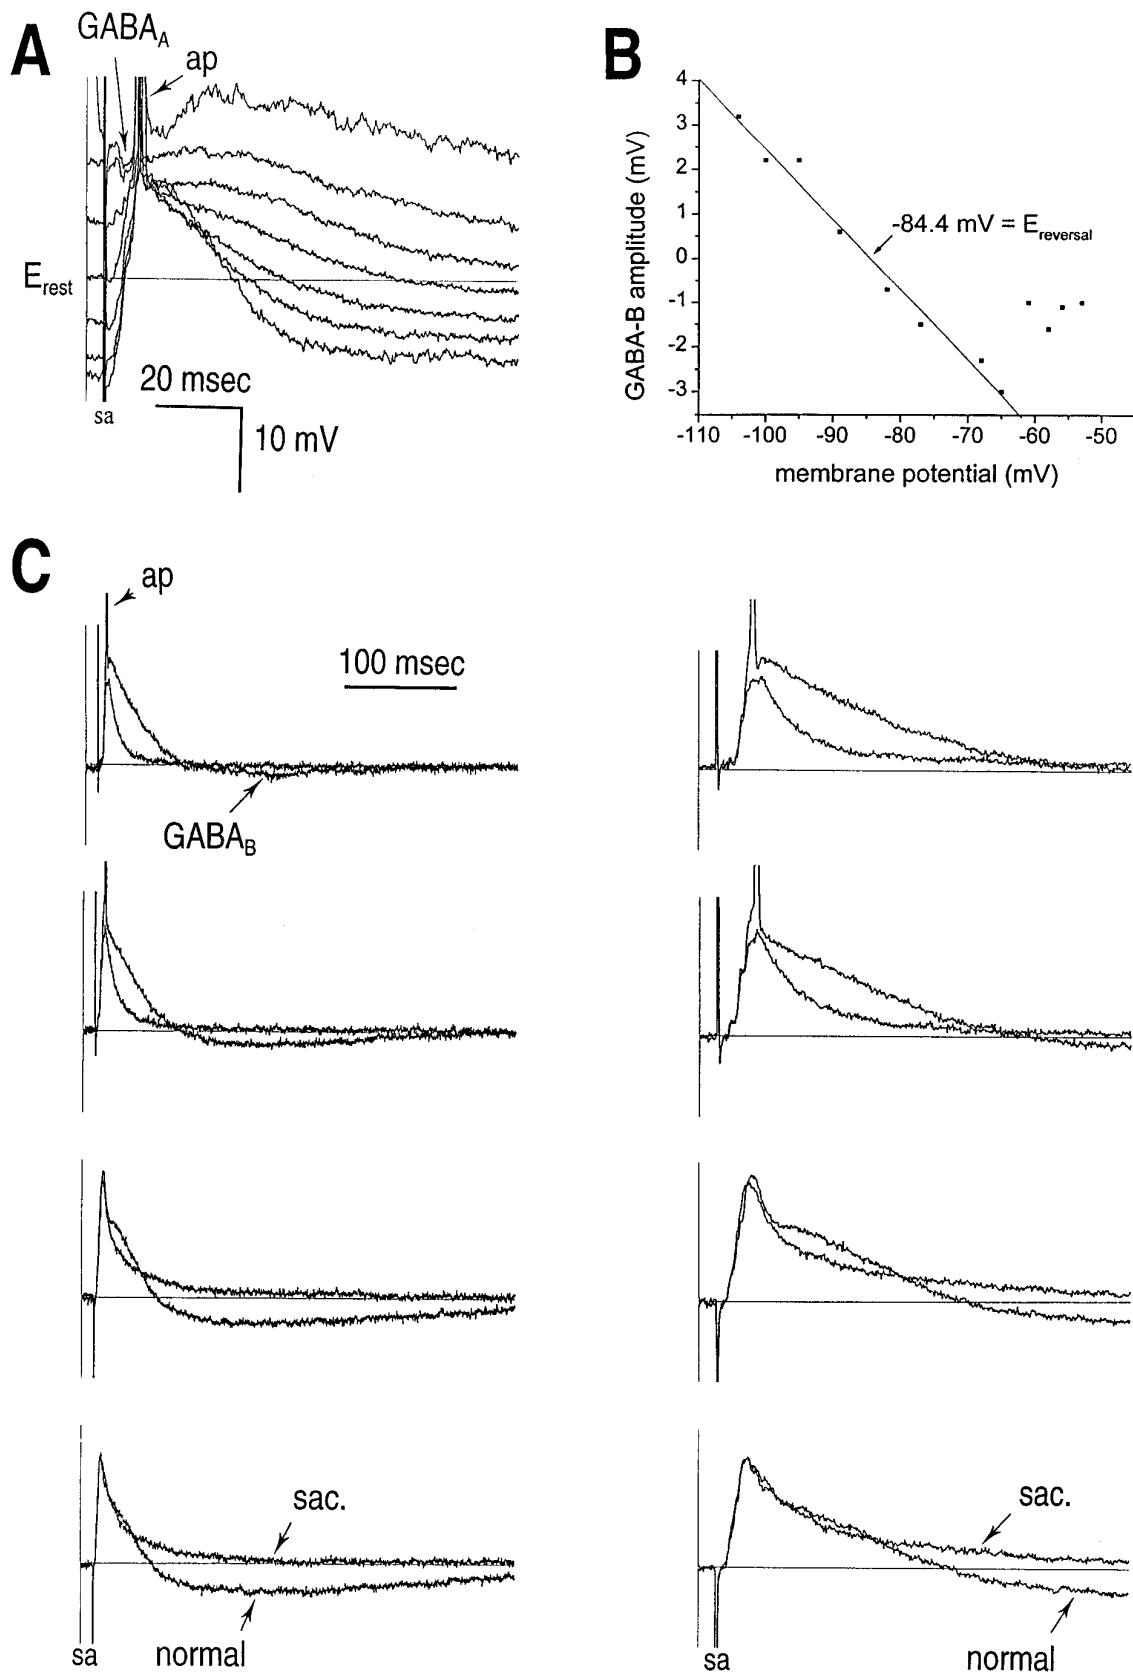 A
GABA_A
ap
E_rest
20 msec
10 mV
sa
B
4
3
2
1
0
-1
-2
-3
GABA-B amplitude (mV)
-84.4 mV = E_reversal
-110 -100 -90 -80 -70 -60 -50
membrane potential (mV)
C
ap
100 msec
GABA_B
sac.
normal
sa
sac.
normal
sa